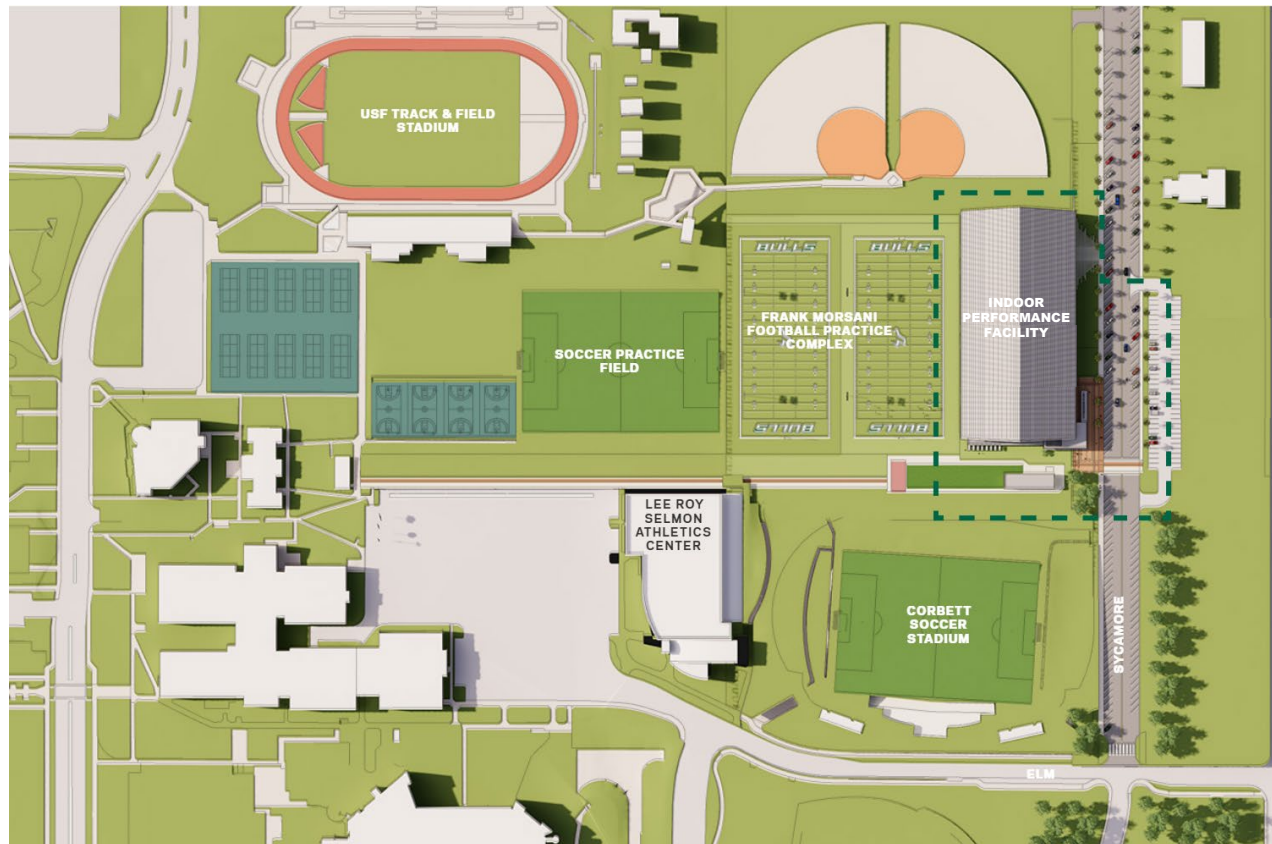 USF TRACK & FIELD
STADIUM
BULLS
BULLS
INDOOR
PERFORMANCE
FACILITY
FRANK MORSANI
FOOTBALL PRACTICE
COMPLEX
SOCCER PRACTICE
FIELD
BULLS
BULLS
LEE ROY
SELMON
ATHLETICS
CENTER
CORBETT
SOCCER
STADIUM
SYCAMORE
ELM